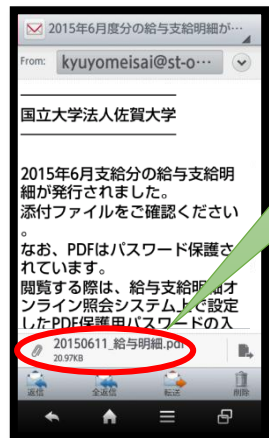 2015年6月度分の給与支給明細が…
From: kyuyomeisai@st-o…
国立大学法人佐賀大学
2015年6月支給分の給与支給明
細が発行されました。
添付ファイルをご確認ください
。
なお、PDFはパスワード保護さ
れています。
閲覧する際は、給与支給明細オ
ンライン照会システム上で設定
したPDF保護用パスワードの入
20150611_給与明細.pdf
20.97KB
返信 全返信 転送 削除